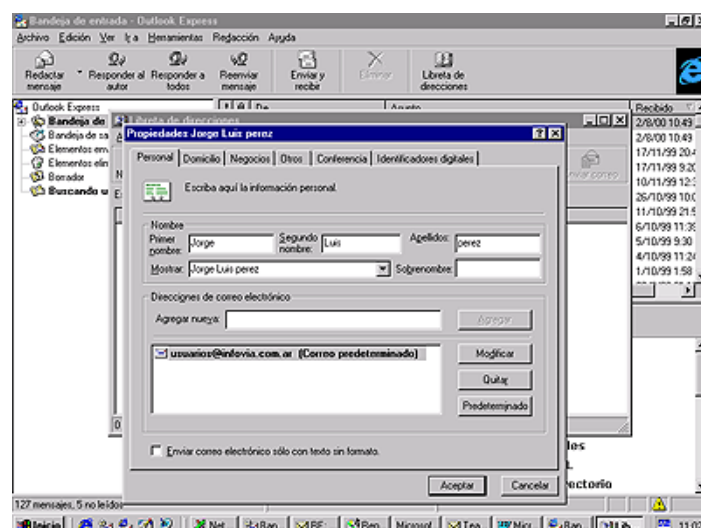 Bandeja de entrada - Outlook Express
Archivo Edición Ver Ir a Herramientas Redacción Ayuda
Redactar mensaje
Responder al autor
Responder a todos
Reenviar mensaje
Enviar y recibir
Eliminar
Libreta de direcciones
Outlook Express
De
Asunto
Recibido
Bandeja de
Bandeja de sa
Elementos env
Elementos elin
Borrador
Buscando u
Libreta de direcciones
2/8/00 10:49
2/8/00 10:49
17/11/99 20:4
17/11/99 9:20
10/11/99 12:
26/10/99 10:0
11/10/99 21:5
6/10/99 11:39
5/10/99 9:30
4/10/99 11:24
1/10/99 1:58
Propiedades Jorge Luis perez
Personal Domicilio Negocios Otros Conferencia Identificadores digitales
Escriba aquí la información personal.
Nombre
Primer nombre: Jorge
Segundo nombre: Luis
Apellidos: perez
Mostrar: Jorge Luis perez
Sobrenombre:
Direcciones de correo electrónico
Agregar nueva:
Agregar
usuarios@infovia.com.ar (Correo predeterminado)
Modificar
Quitar
Predeterminado
Enviar correo electrónico sólo con texto sin formato.
Aceptar Cancelar
127 mensajes, 5 no leídos
Inicio